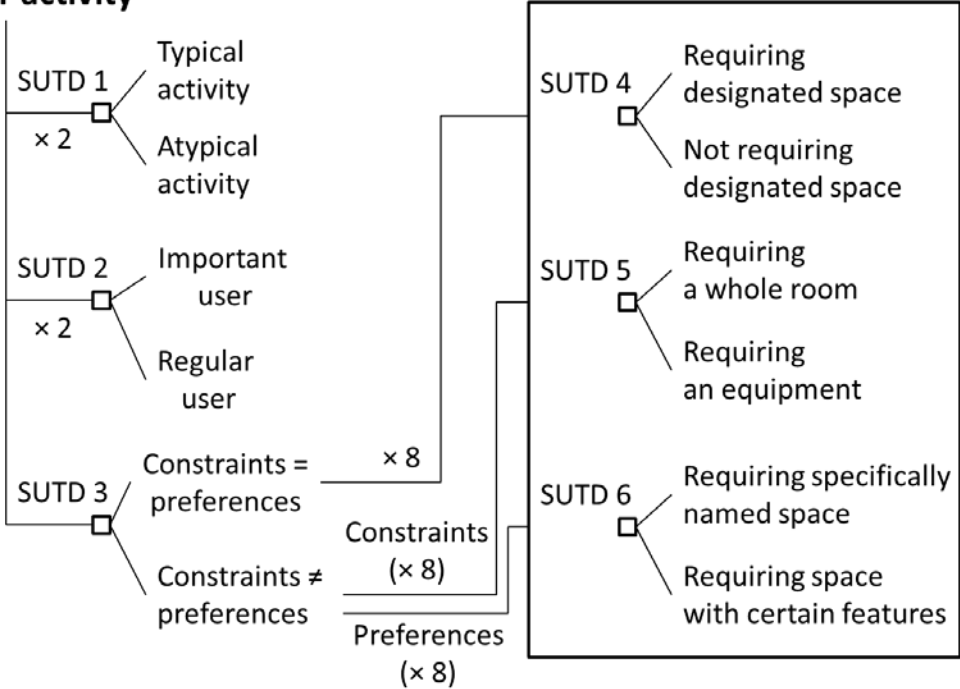 activity
SUTD 1
× 2
Typical
activity
Atypical
activity
SUTD 2
× 2
Important
user
Regular
user
SUTD 3
Constraints =
preferences
× 8
Constraints ≠
preferences
Constraints
(× 8)
Preferences
(× 8)
SUTD 4
Requiring
designated space
Not requiring
designated space
SUTD 5
Requiring
a whole room
Requiring
an equipment
SUTD 6
Requiring specifically
named space
Requiring space
with certain features